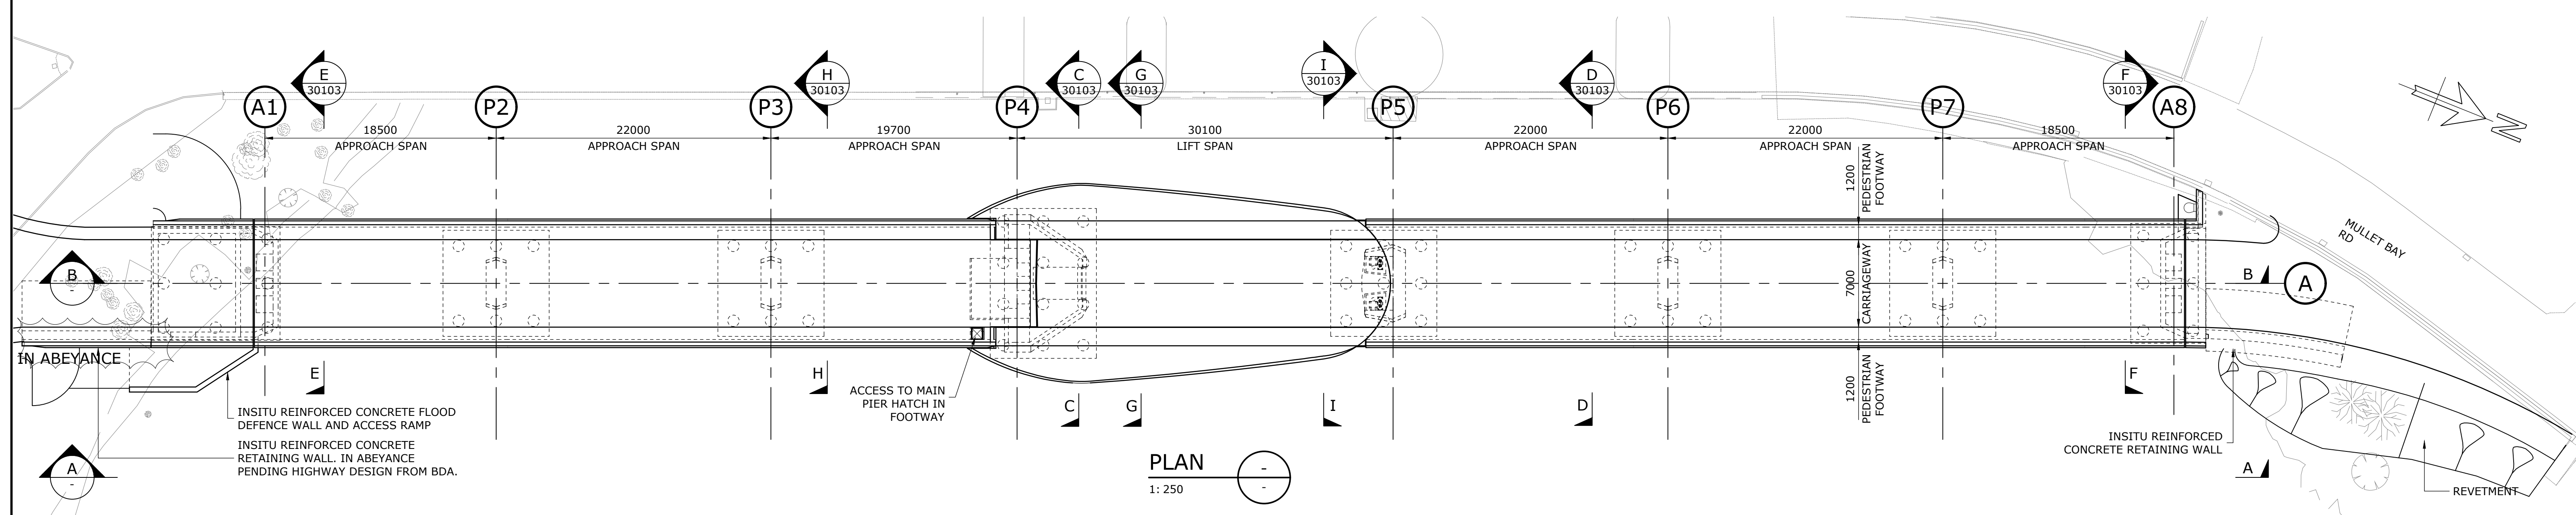 E
30103
H
30103
C
30103
G
30103
I
30103
D
30103
F
30103
A1
P2
P3
P4
P5
P6
P7
A8
N
18500
APPROACH SPAN
22000
APPROACH SPAN
19700
APPROACH SPAN
30100
LIFT SPAN
22000
APPROACH SPAN
22000
APPROACH SPAN
18500
APPROACH SPAN
1200
PEDESTRIAN
FOOTWAY
MULLET BAY
RD
B
-
7000
CARRIAGEWAY
B
A
IN ABEYANCE
E
H
ACCESS TO MAIN
PIER HATCH IN
FOOTWAY
C
G
I
D
1200
PEDESTRIAN
FOOTWAY
F
INSITU REINFORCED CONCRETE FLOOD
DEFENCE WALL AND ACCESS RAMP
INSITU REINFORCED CONCRETE
RETAINING WALL. IN ABEYANCE
PENDING HIGHWAY DESIGN FROM BDA.
A
-
PLAN
1: 250
-
-
INSITU REINFORCED
CONCRETE RETAINING WALL
A
REVETMENT